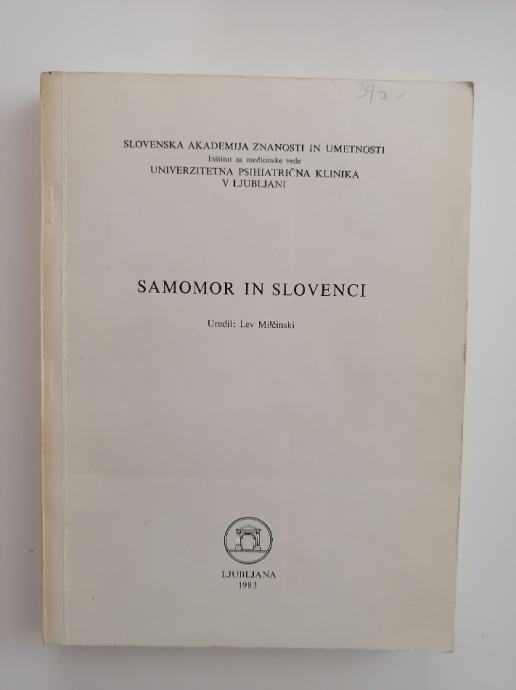 390.-
SLOVENSKA AKADEMIJA ZNANOSTI IN UMETNOSTI
Inštitut za medicinske vede
UNIVERZITETNA PSIHIATRIČNA KLINIKA
V LJUBLJANI
SAMOMOR IN SLOVENCI
Uredil: Lev Milčinski
LJUBLJANA
1983